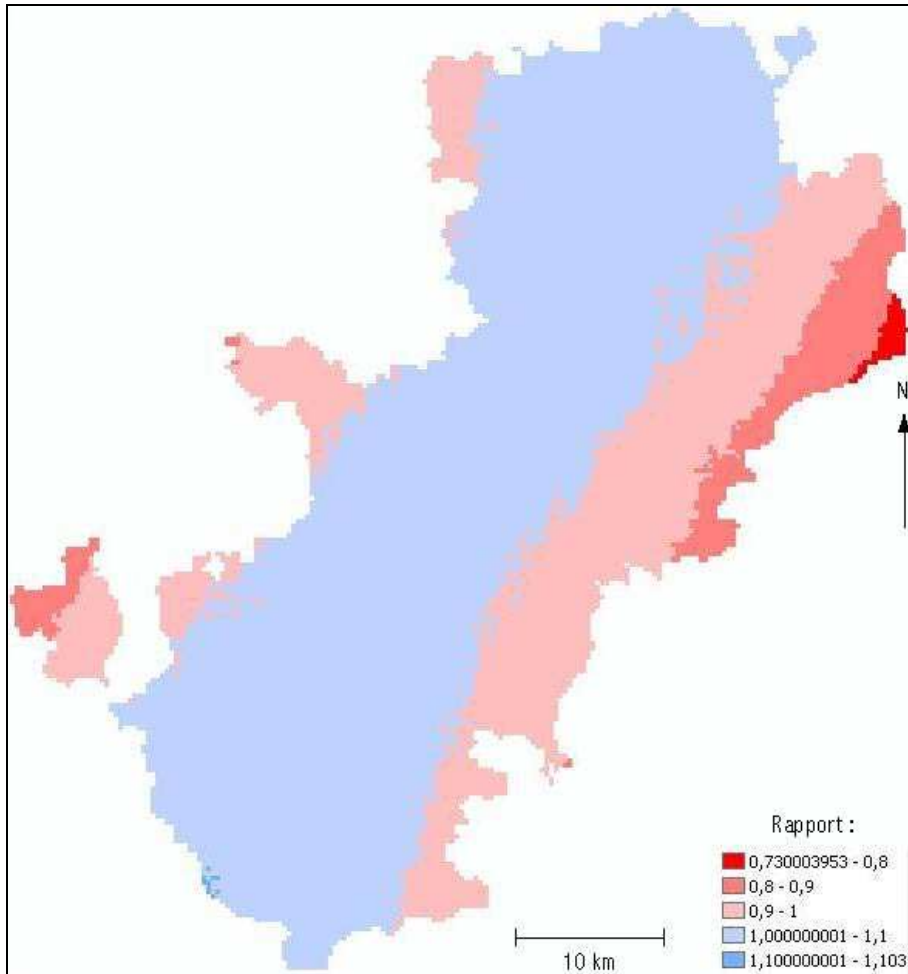 N
Rapport :
0,730003953 - 0,8
0,8 - 0,9
0,9 - 1
1,000000001 - 1,1
1,100000001 - 1,103
10 km